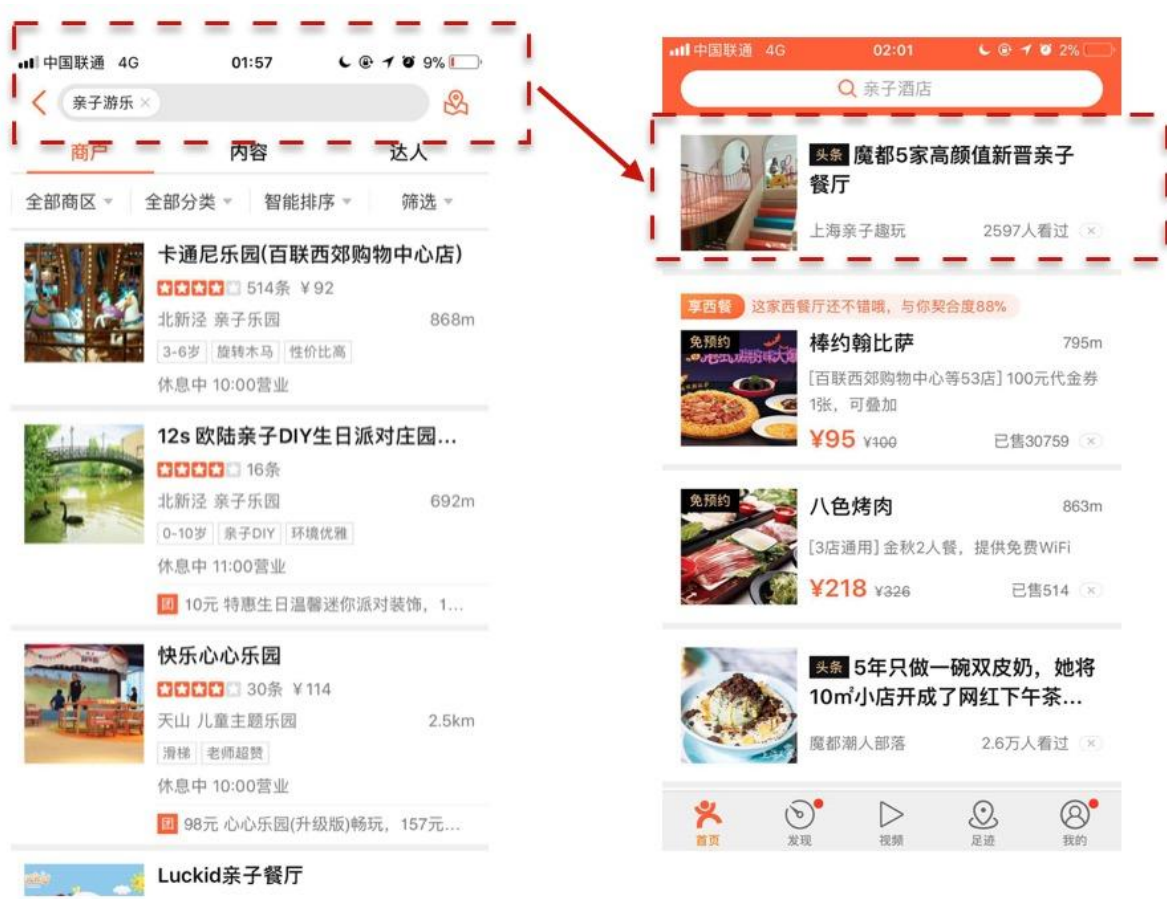 中国联通 4G 01:57 9%
亲子游乐 ×
商户 内容 达人
全部商区 全部分类 智能排序 筛选
卡通尼乐园(百联西郊购物中心店)
514条 ¥92
北新泾 亲子乐园 868m
3-6岁 旋转木马 性价比高
休息中 10:00营业
12s 欧陆亲子DIY生日派对庄园...
16条
北新泾 亲子乐园 692m
0-10岁 亲子DIY 环境优雅
休息中 11:00营业
团 10元 特惠生日温馨迷你派对装饰，1...
快乐心心乐园
30条 ¥114
天山 儿童主题乐园 2.5km
滑梯 老师超赞
休息中 10:00营业
团 98元 心心乐园(升级版)畅玩，157元...
Luckid亲子餐厅
中国联通 4G 02:01 2%
亲子酒店
头条 魔都5家高颜值新晋亲子
餐厅
上海亲子趣玩 2597人看过
享西餐 这家西餐厅还不错哦，与你契合度88%
免预约
棒约翰比萨 795m
[百联西郊购物中心等53店] 100元代金券
1张，可叠加
¥95 ¥100 已售30759
免预约
八色烤肉 863m
[3店通用] 金秋2人餐，提供免费WiFi
¥218 ¥326 已售514
头条 5年只做一碗双皮奶，她将
10㎡小店开成了网红下午茶...
魔都潮人部落 2.6万人看过
首页 发现 视频 足迹 我的